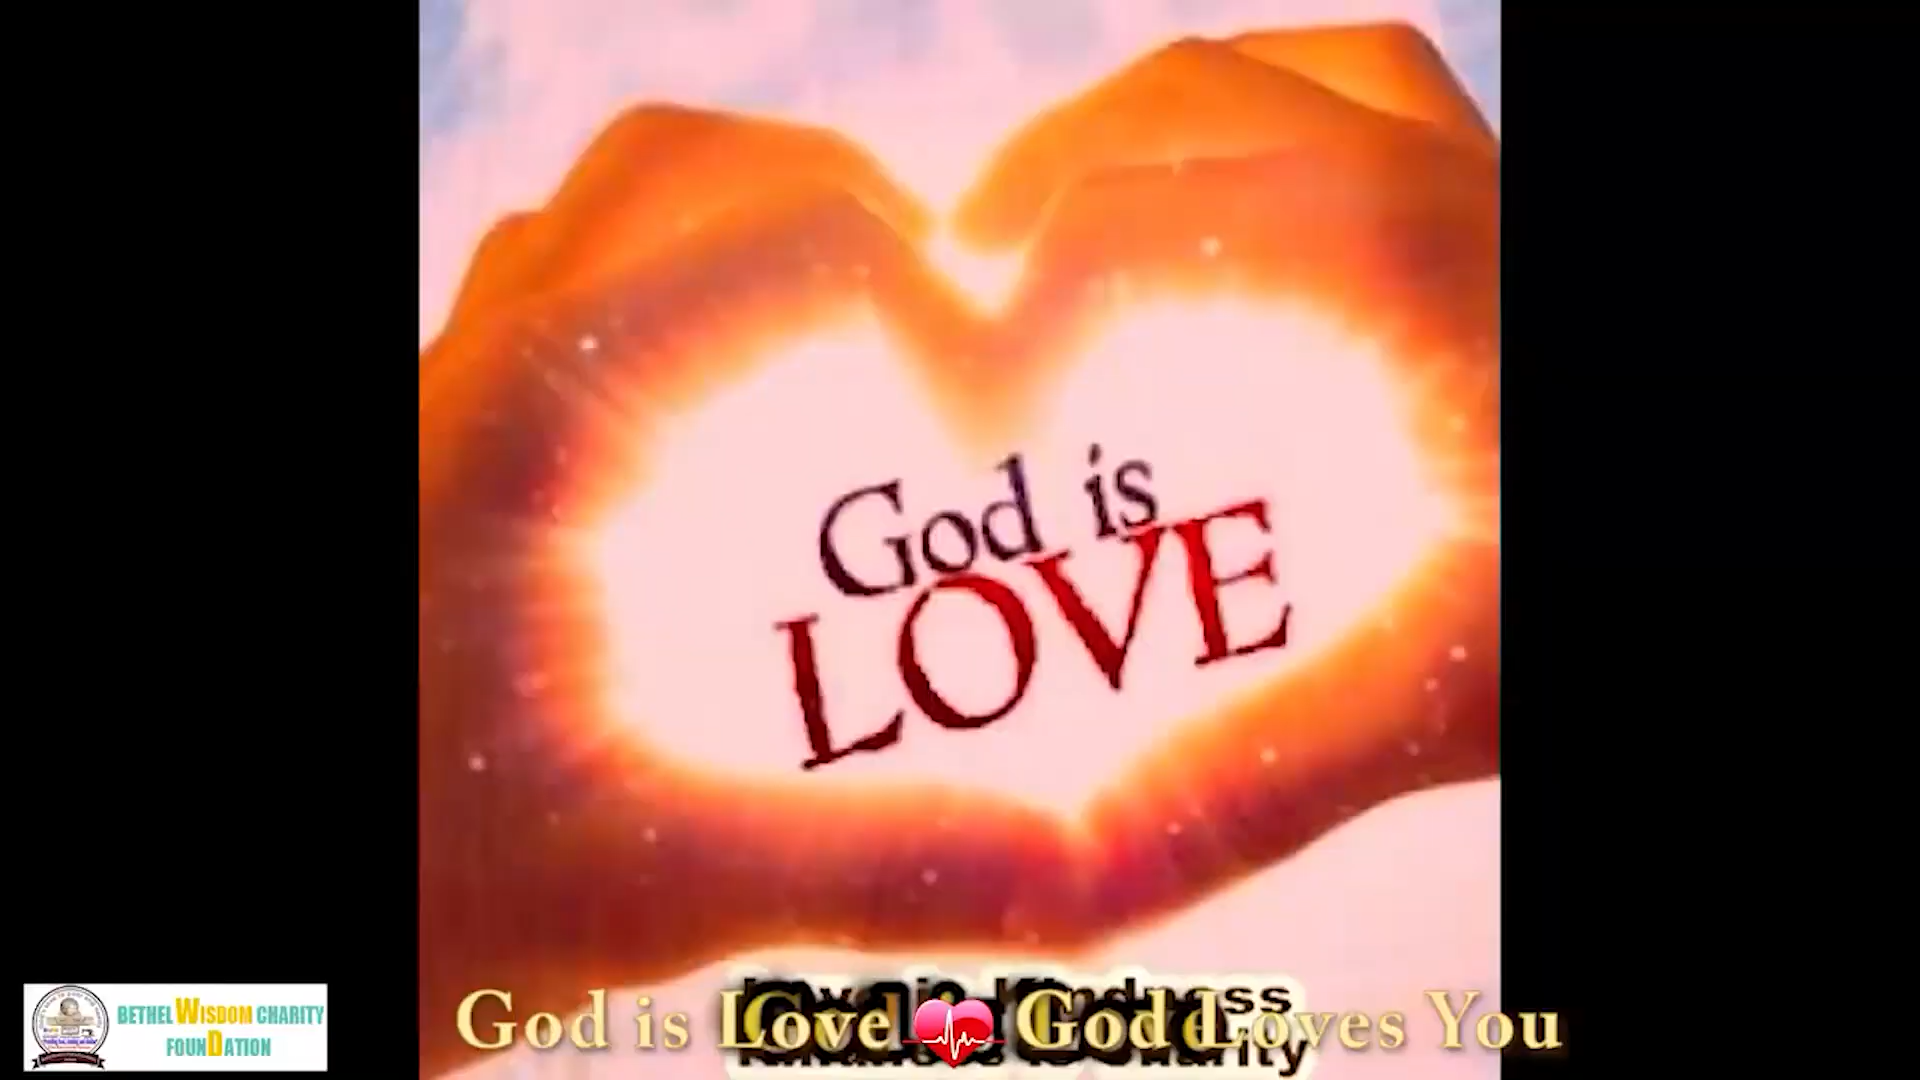 God is
LOVE
God is Love God Loves You
BETHEL WISDOM CHARITY
FOUNDATION